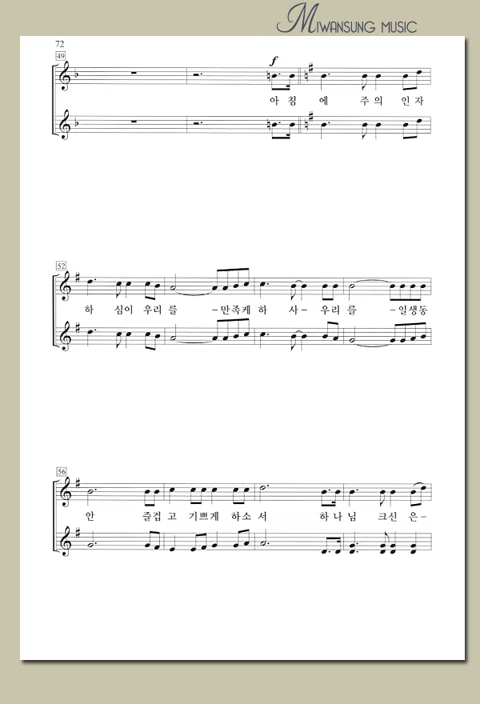 MIWANSUNG MUSIC
72
49
f
아 침 에 주 의 인 자
52
하 심이 우리 를 -만족케 하 사- 우리 를 -일생동
56
안 즐겁 고 기쁘게 하소 서 하나 님 크신 은-